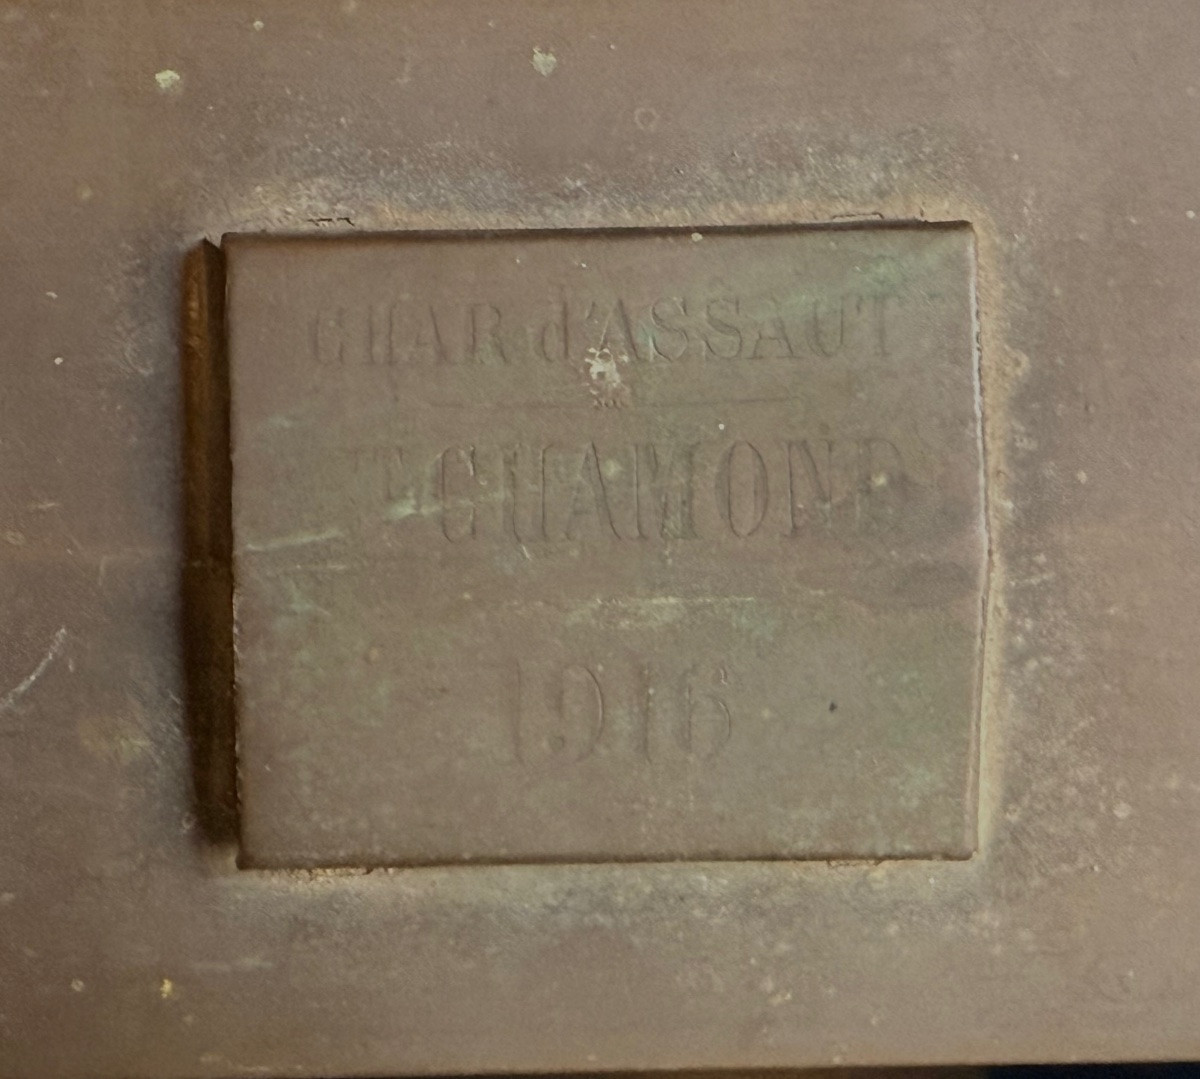 CHAR d'ASSAUT
ST CHAMOND
1916